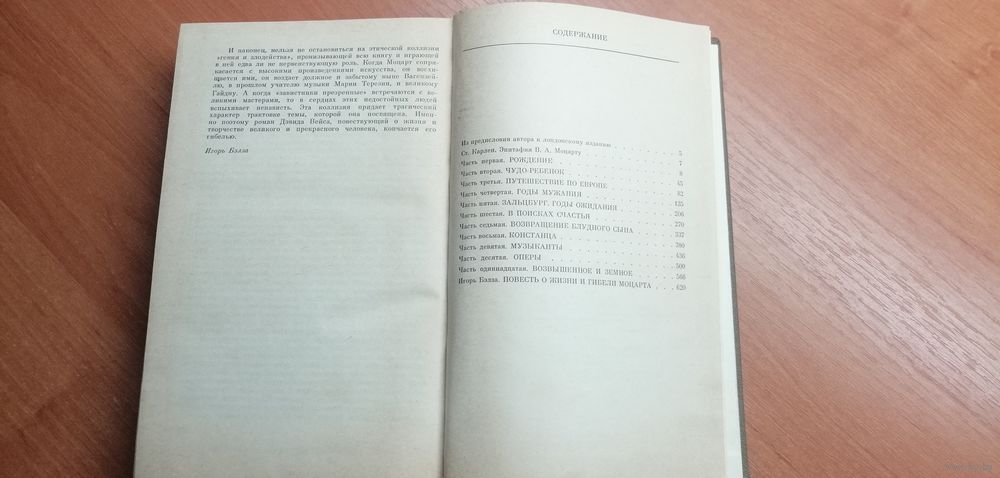 И наконец, нельзя не остановиться на этической коллизии
«гения и злодейства», пронизывающей всю книгу и играющей
в ней едва ли не первенствующую роль. Когда Моцарт сопри-
касается с высокими произведениями искусства, он восхи-
щается ими, он воздает должное и забытому ныне Вагензей-
лю, в прошлом учителю музыки Марии Терезии, и великому
Гайдну. А когда «завистники презренные» встречаются с ве-
ликими мастерами, то в сердцах этих недостойных людей
вспыхивает ненависть. Эта коллизия придает трагический
характер трактовке темы, которой она посвящена. Имен-
но поэтому роман Дэвида Вейса, повествующий о жизни и
творчестве великого и прекрасного человека, кончается его
гибелью.
Игорь Бэлза
СОДЕРЖАНИЕ
Из предисловия автора к лондонскому изданию . . . 5
Ст. Карпен. Эпитафия В. А. Моцарту . . . 7
Часть первая. РОЖДЕНИЕ . . . 8
Часть вторая. ЧУДО-РЕБЕНОК . . . 45
Часть третья. ПУТЕШЕСТВИЕ ПО ЕВРОПЕ . . . 82
Часть четвертая. ГОДЫ МУЖАНИЯ . . . 135
Часть пятая. ЗАЛЬЦБУРГ. ГОДЫ ОЖИДАНИЯ . . . 206
Часть шестая. В ПОИСКАХ СЧАСТЬЯ . . . 270
Часть седьмая. ВОЗВРАЩЕНИЕ БЛУДНОГО СЫНА . . . 337
Часть восьмая. КОНСТАНЦА . . . 380
Часть девятая. МУЗЫКАНТЫ . . . 436
Часть десятая. ОПЕРЫ . . . 500
Часть одиннадцатая. ВОЗВЫШЕННОЕ И ЗЕМНОЕ . . . 566
Игорь Бэлза. ПОВЕСТЬ О ЖИЗНИ И ГИБЕЛИ МОЦАРТА . . . 620